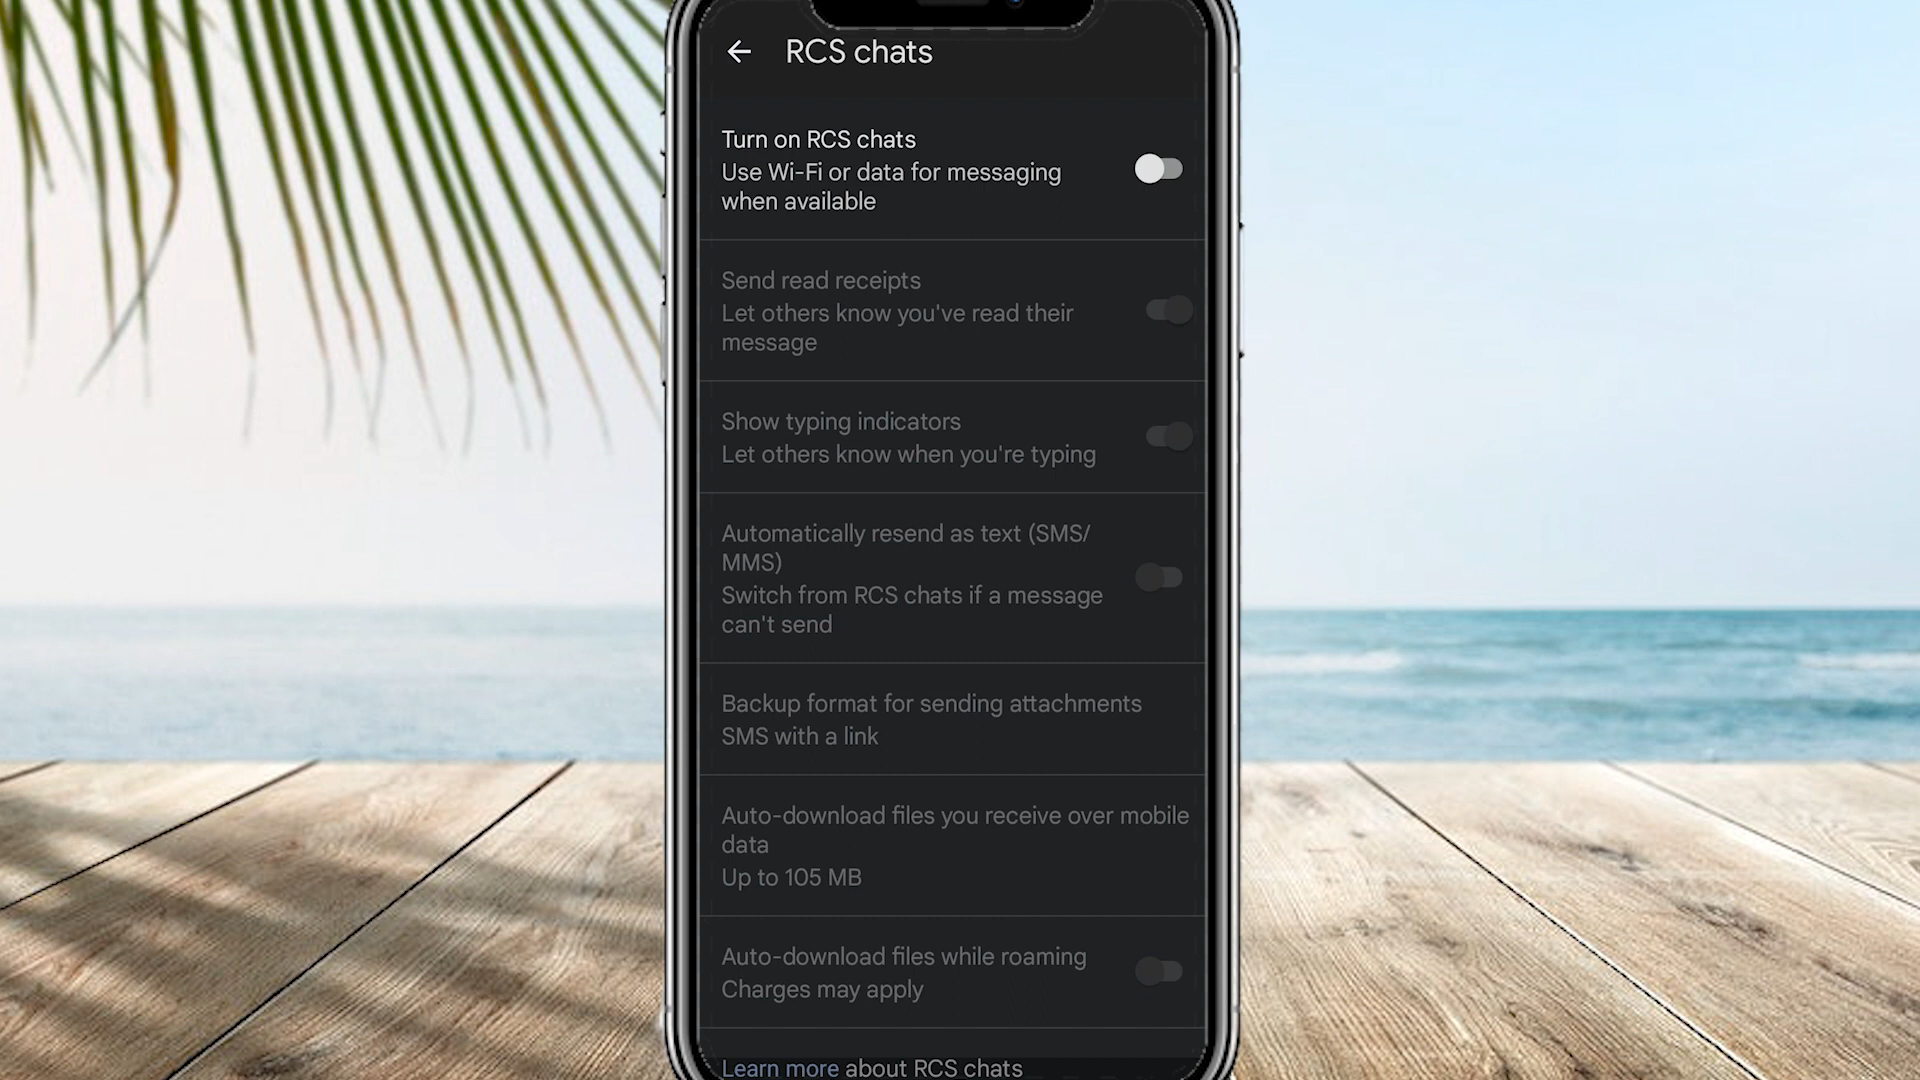 RCS chats
Turn on RCS chats
Use Wi-Fi or data for messaging
when available
Send read receipts
Let others know you've read their
message
Show typing indicators
Let others know when you're typing
Automatically resend as text (SMS/
MMS)
Switch from RCS chats if a message
can't send
Backup format for sending attachments
SMS with a link
Auto-download files you receive over mobile
data
Up to 105 MB
Auto-download files while roaming
Charges may apply
Learn more about RCS chats